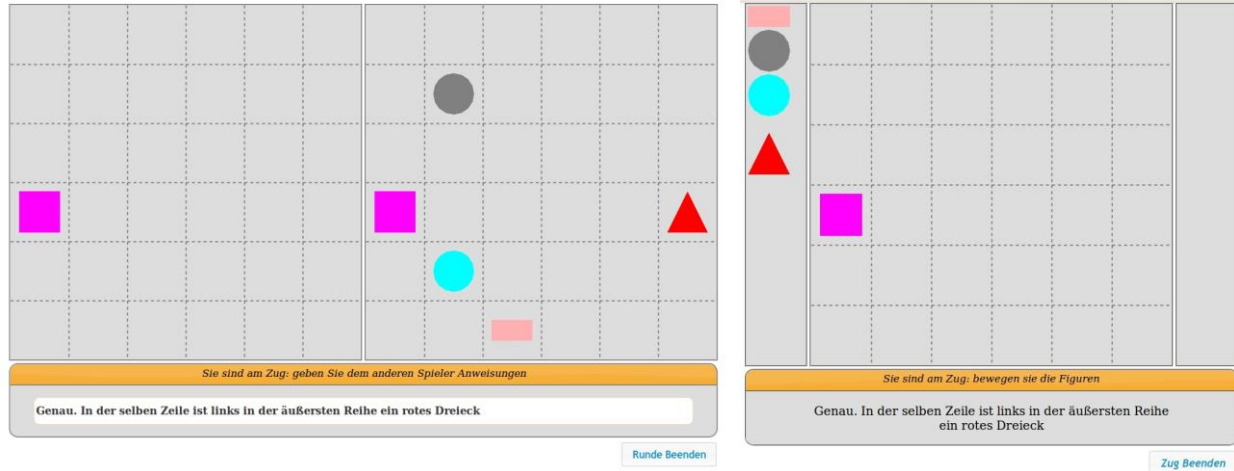 Sie sind am Zug: geben Sie dem anderen Spieler Anweisungen
Genau. In der selben Zeile ist links in der äußersten Reihe ein rotes Dreieck
Runde Beenden
Sie sind am Zug: bewegen sie die Figuren
Genau. In der selben Zeile ist links in der äußersten Reihe
ein rotes Dreieck
Zug Beenden